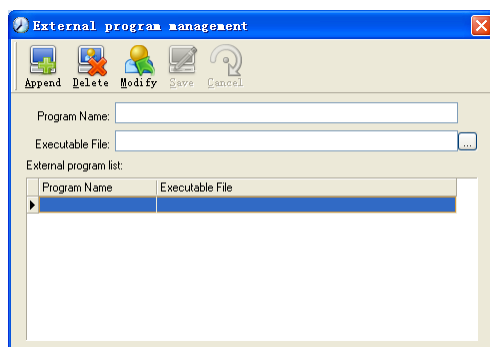 External program management
Append Delete Modify Save Cancel
Program Name:
Executable File:
...
External program list:
Program Name Executable File